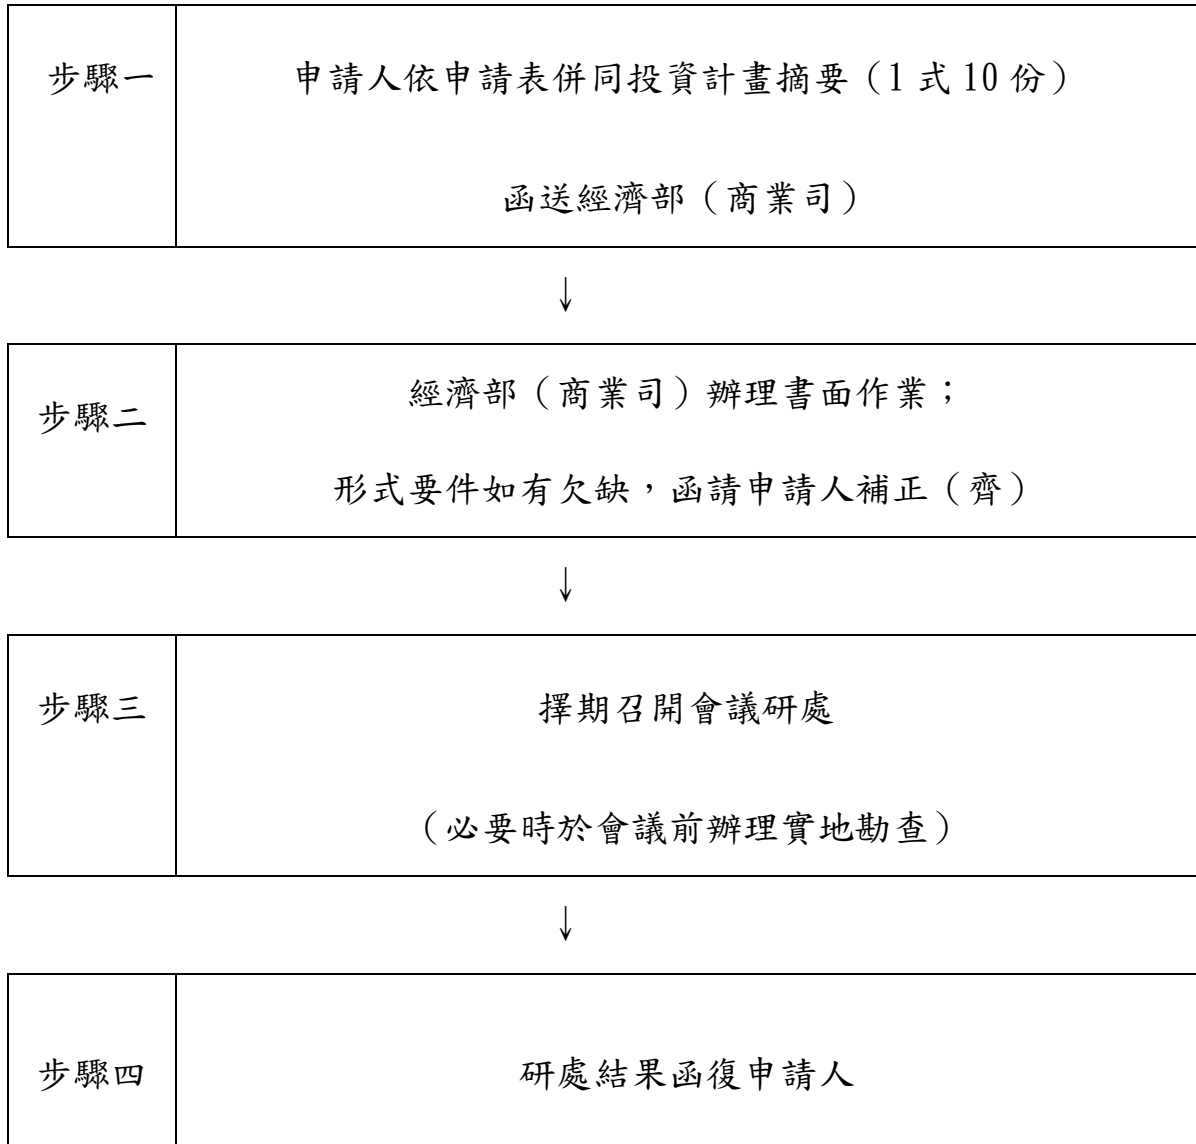 步驟一
申請人依申請表併同投資計畫摘要（1 式 10 份）
函送經濟部（商業司）
↓
步驟二
經濟部（商業司）辦理書面作業；
形式要件如有欠缺，函請申請人補正（齊）
↓
步驟三
擇期召開會議研處
（必要時於會議前辦理實地勘查）
↓
步驟四
研處結果函復申請人